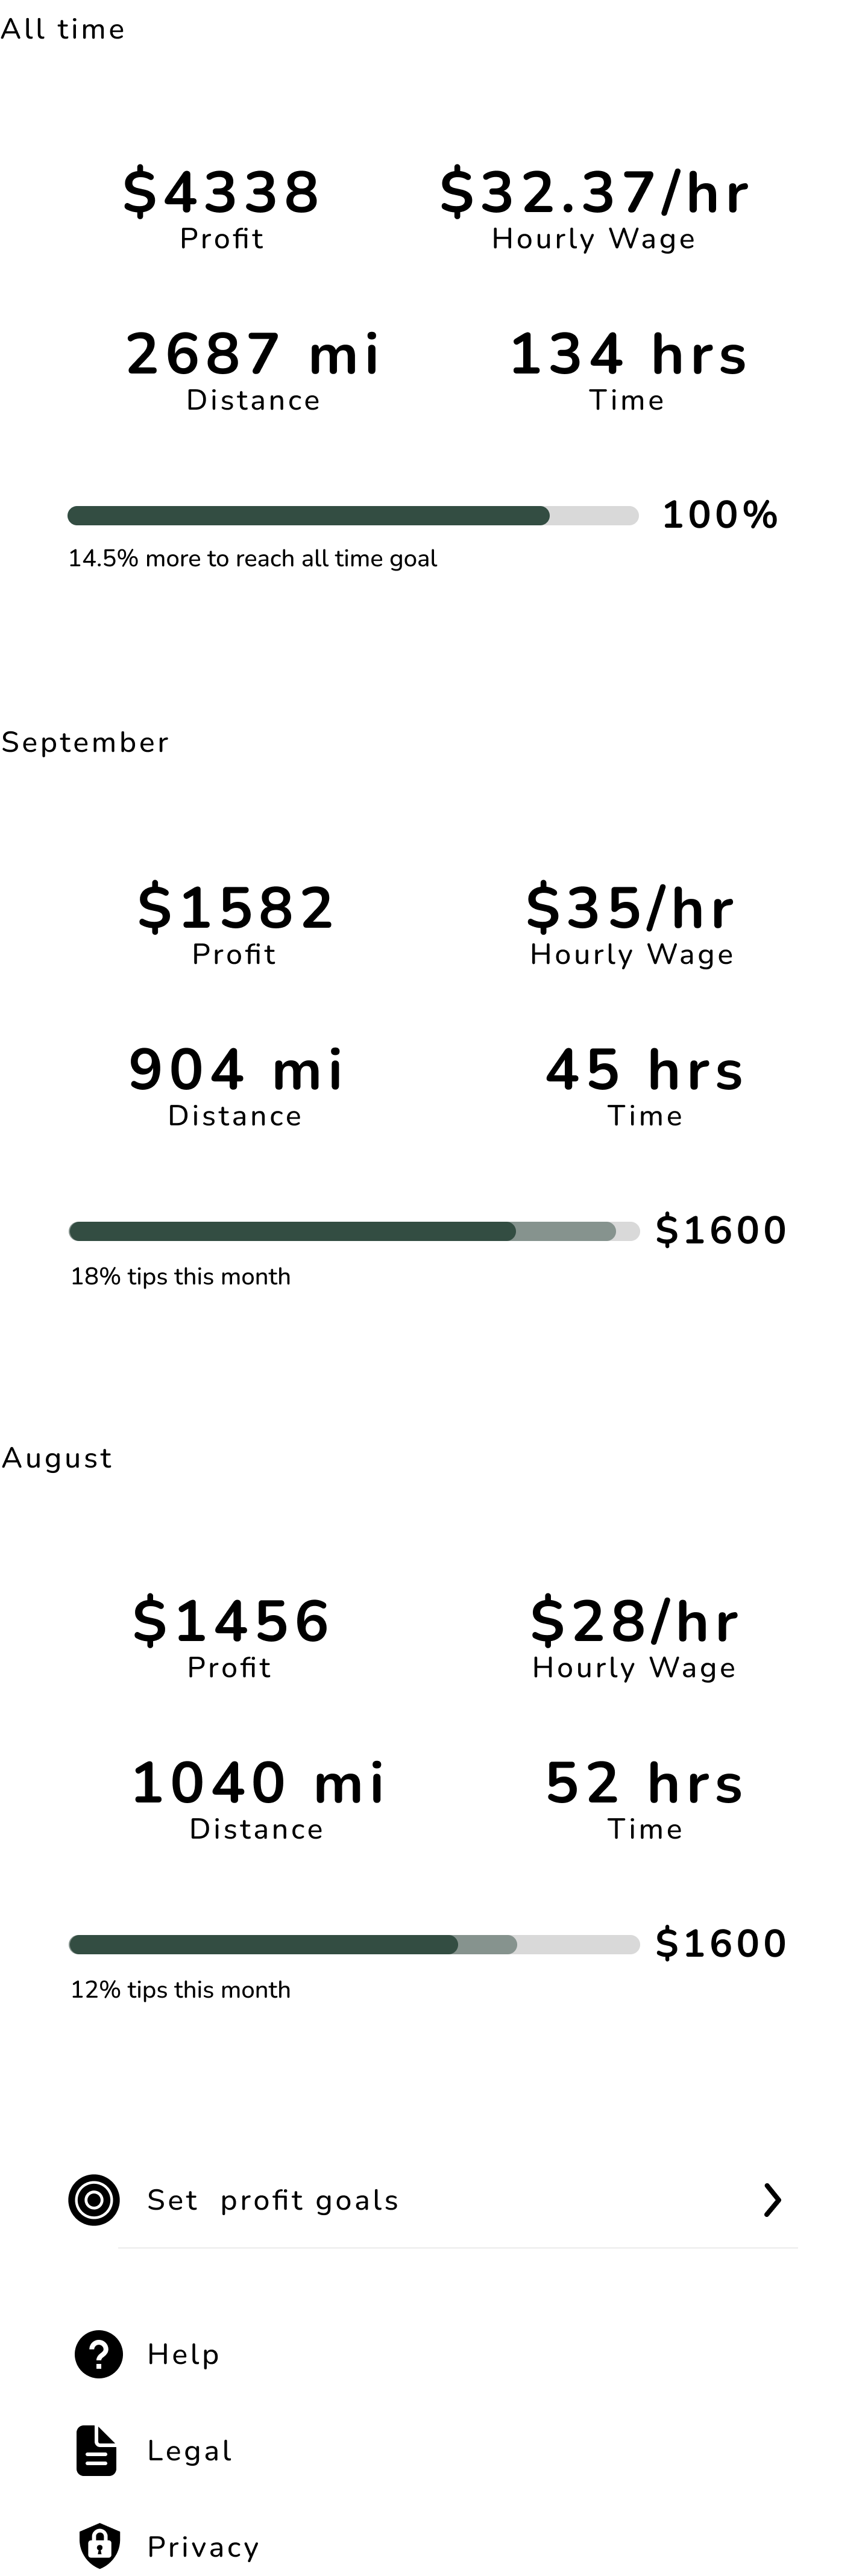 All time
$4338 $32.37/hr
Profit Hourly Wage
2687 mi 134 hrs
Distance Time
100%
14.5% more to reach all time goal
September
$1582 $35/hr
Profit Hourly Wage
904 mi 45 hrs
Distance Time
$1600
18% tips this month
August
$1456 $28/hr
Profit Hourly Wage
1040 mi 52 hrs
Distance Time
$1600
12% tips this month
Set profit goals
Help
Legal
Privacy